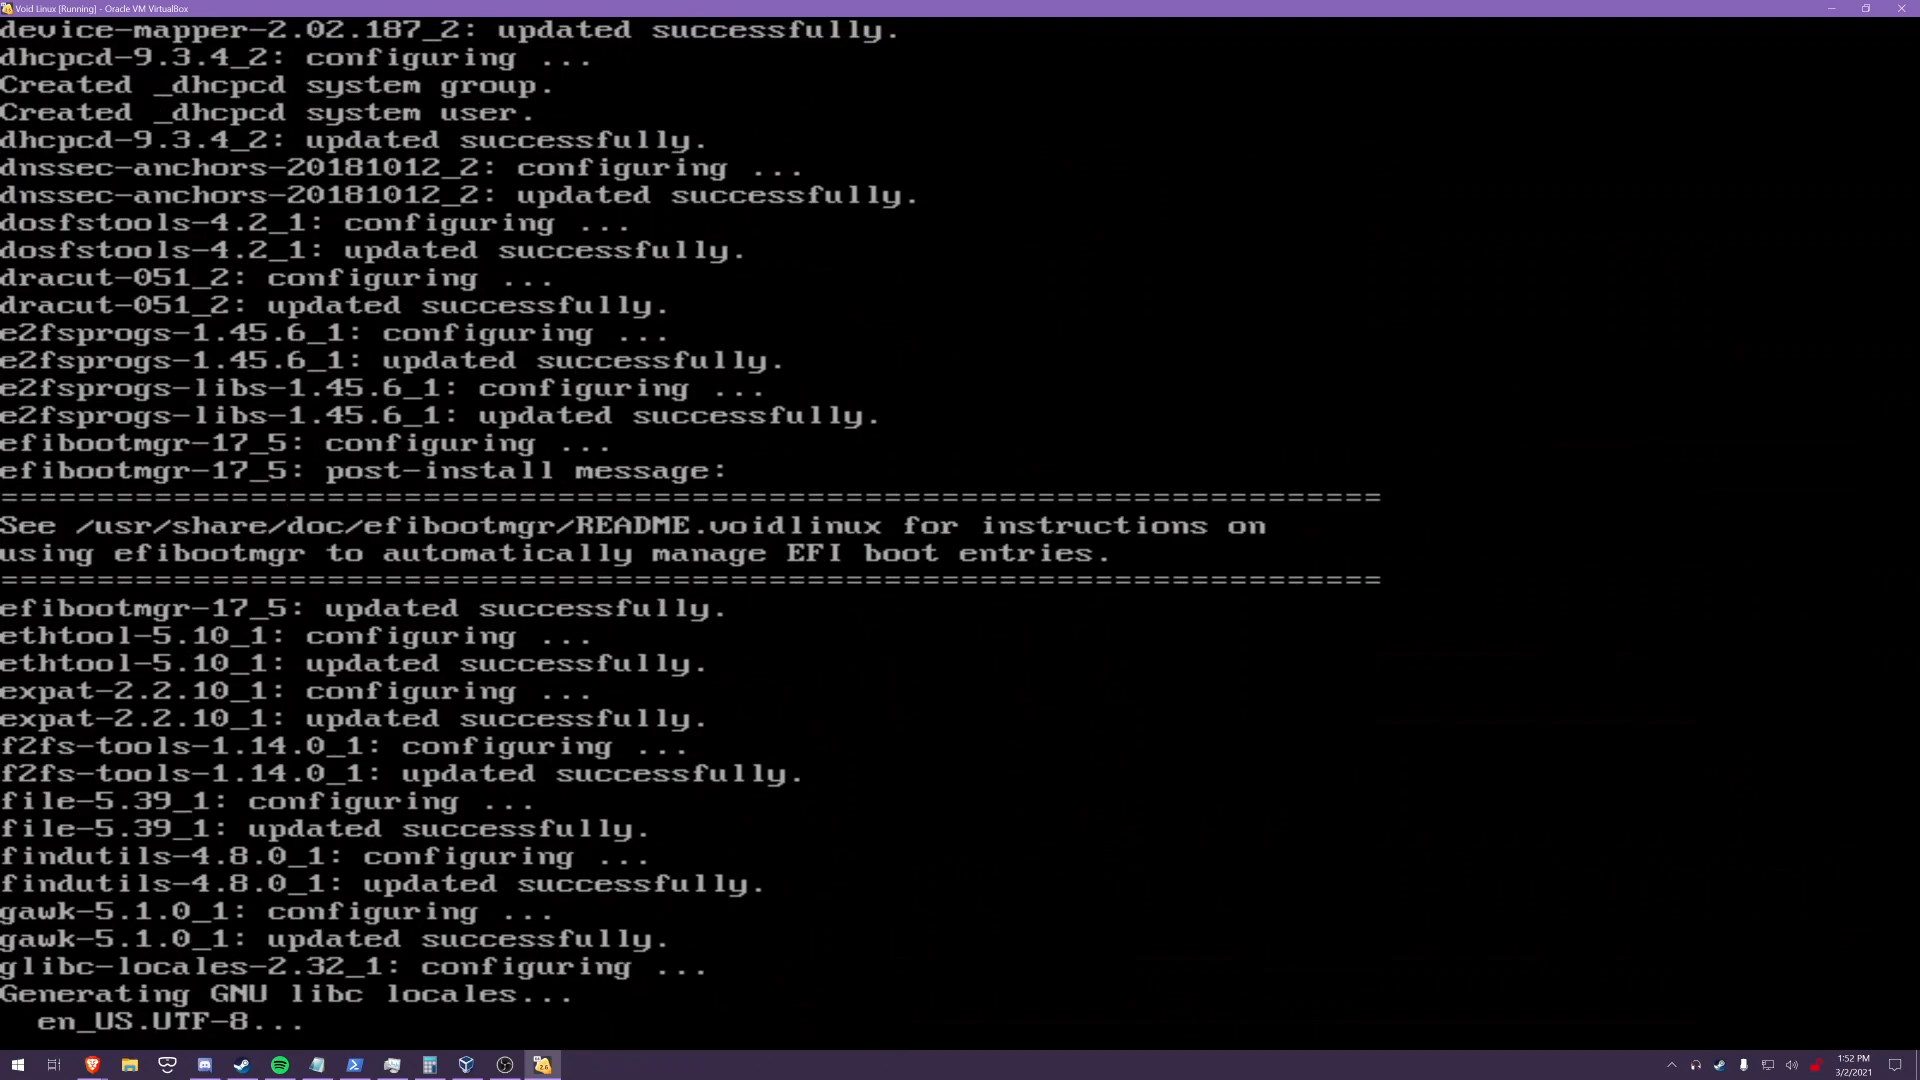 Void Linux [Running] - Oracle VM VirtualBox
device-mapper-2.02.187_2: updated successfully.
dhcpcd-9.3.4_2: configuring ...
Created _dhcpcd system group.
Created _dhcpcd system user.
dhcpcd-9.3.4_2: updated successfully.
dnssec-anchors-20181012_2: configuring ...
dnssec-anchors-20181012_2: updated successfully.
dosfstools-4.2_1: configuring ...
dosfstools-4.2_1: updated successfully.
dracut-051_2: configuring ...
dracut-051_2: updated successfully.
e2fsprogs-1.45.6_1: configuring ...
e2fsprogs-1.45.6_1: updated successfully.
e2fsprogs-libs-1.45.6_1: configuring ...
e2fsprogs-libs-1.45.6_1: updated successfully.
efibootmgr-17_5: configuring ...
efibootmgr-17_5: post-install message:
========================================================================
See /usr/share/doc/efibootmgr/README.voidlinux for instructions on
using efibootmgr to automatically manage EFI boot entries.
========================================================================
efibootmgr-17_5: updated successfully.
ethtool-5.10_1: configuring ...
ethtool-5.10_1: updated successfully.
expat-2.2.10_1: configuring ...
expat-2.2.10_1: updated successfully.
f2fs-tools-1.14.0_1: configuring ...
f2fs-tools-1.14.0_1: updated successfully.
file-5.39_1: configuring ...
file-5.39_1: updated successfully.
findutils-4.8.0_1: configuring ...
findutils-4.8.0_1: updated successfully.
gawk-5.1.0_1: configuring ...
gawk-5.1.0_1: updated successfully.
glibc-locales-2.32_1: configuring ...
Generating GNU libc locales...
  en_US.UTF-8...
1:52 PM
3/2/2021